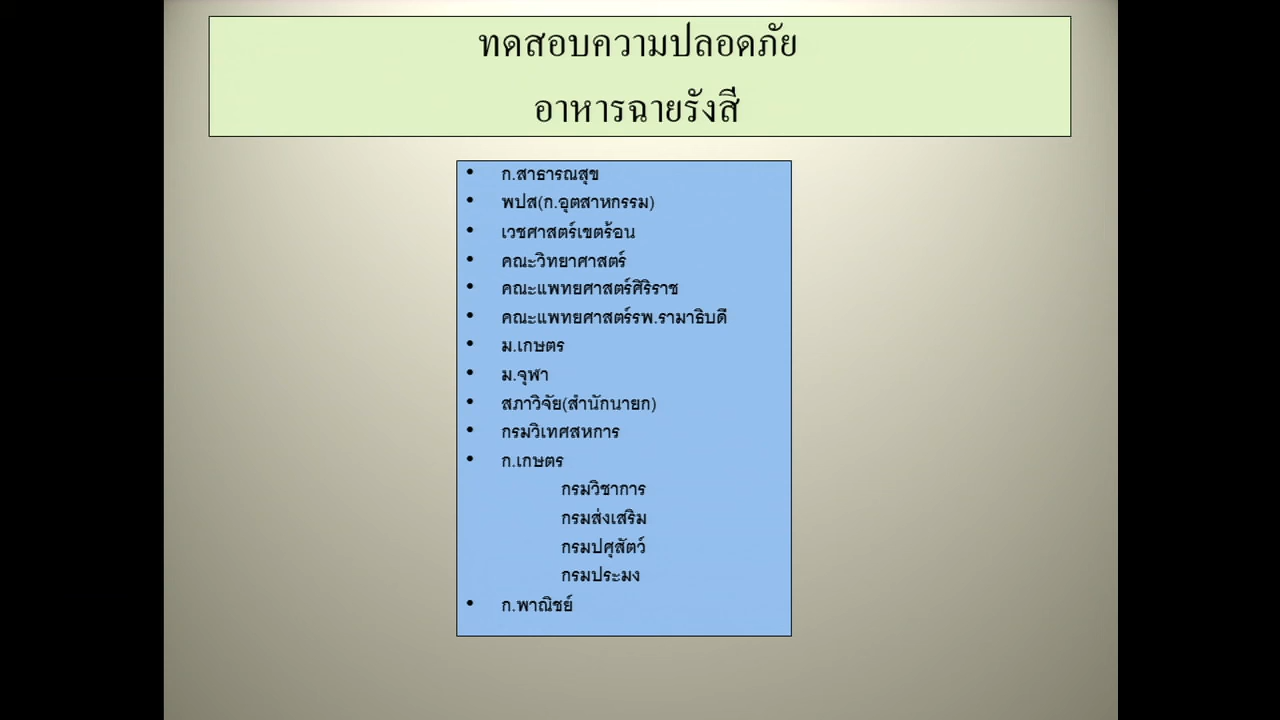 ทดสอบความปลอดภัย
อาหารฉายรังสี
• ก.สาธารณสุข
• พปส(ก.อุตสาหกรรม)
• เวชศาสตร์เขตร้อน
• คณะวิทยาศาสตร์
• คณะแพทยศาสตร์ศิริราช
• คณะแพทยศาสตร์รพ.รามาธิบดี
• ม.เกษตร
• ม.จุฬา
• สภาวิจัย(สำนักนายก)
• กรมวิเทศสหการ
• ก.เกษตร
กรมวิชาการ
กรมส่งเสริม
กรมปศุสัตว์
กรมประมง
• ก.พาณิชย์